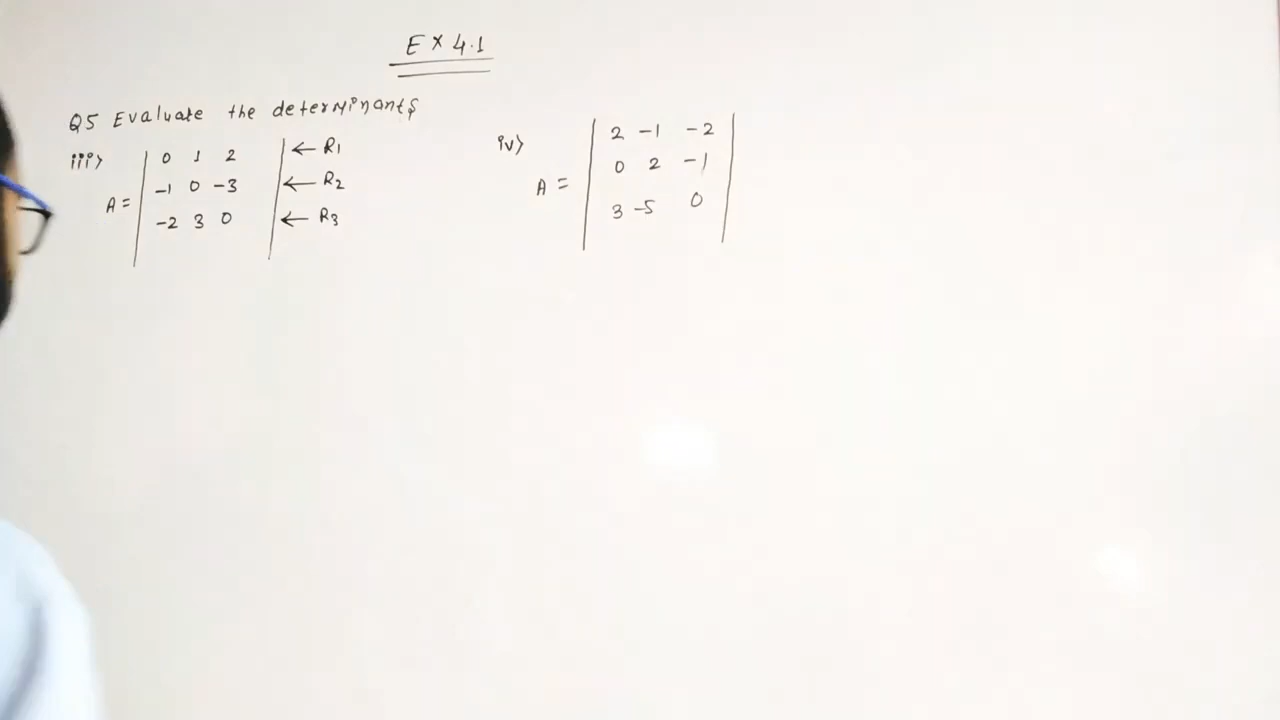 Ex 4.1
Q5 Evaluate the determinants
iii)
A = | 0 1 2 | ← R1
-1 0 -3 ← R2
-2 3 0 ← R3
iv)
A = | 2 -1 -2 |
0 2 -1
3 -5 0